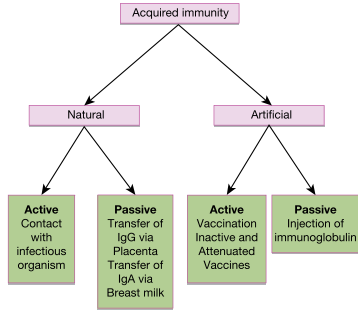 Acquired immunity
Natural
Artificial
Active
Contact
with
infectious
organism
Passive
Transfer of
IgG via
Placenta
Transfer of
IgA via
Breast milk
Active
Vaccination
Inactive and
Attenuated
Vaccines
Passive
Injection of
immunoglobulin